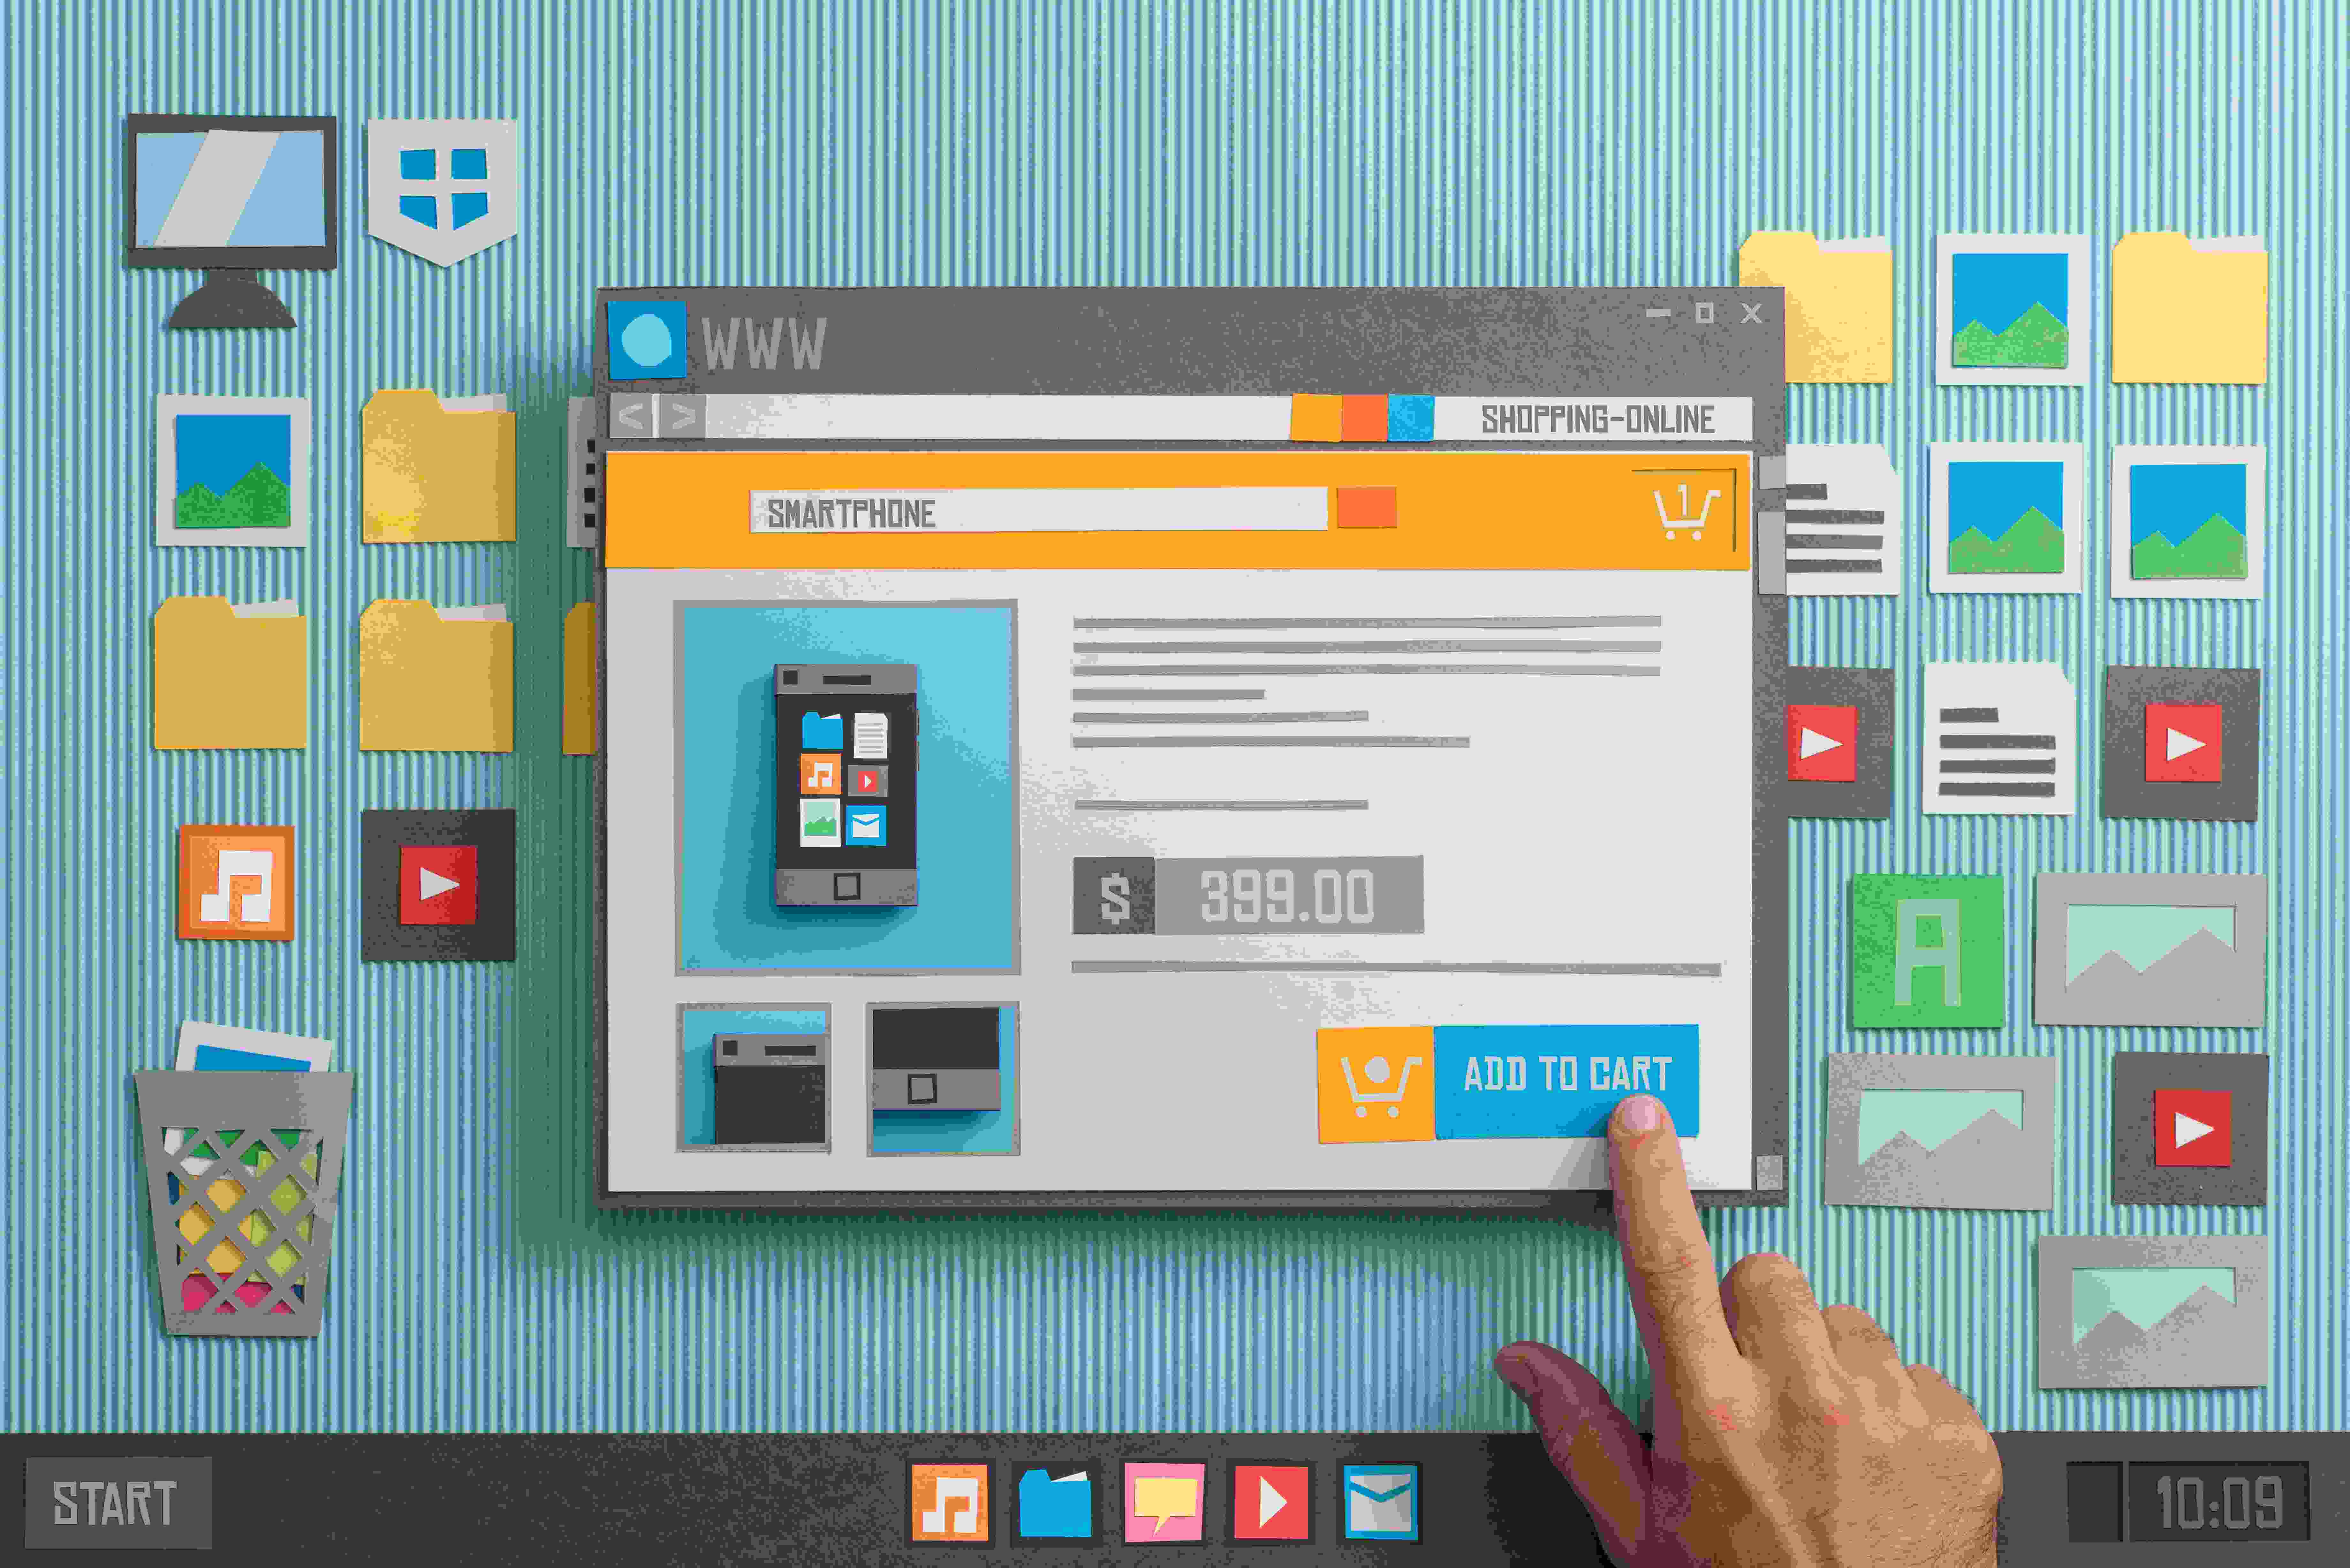 WWW
SHOPPING-ONLINE
SMARTPHONE
1
$ 399.00
A
ADD TO CART
START
10:09